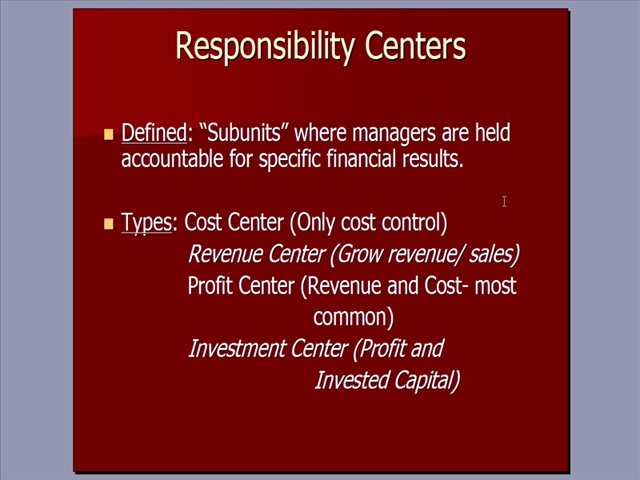 Responsibility Centers
Defined: “Subunits” where managers are held
accountable for specific financial results.
Types: Cost Center (Only cost control)
Revenue Center (Grow revenue/ sales)
Profit Center (Revenue and Cost- most
common)
Investment Center (Profit and
Invested Capital)